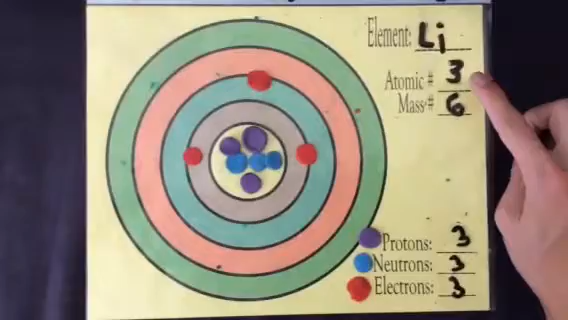 Element: Li
Atomic # 3
Mass # 6
Protons: 3
Neutrons: 3
Electrons: 3